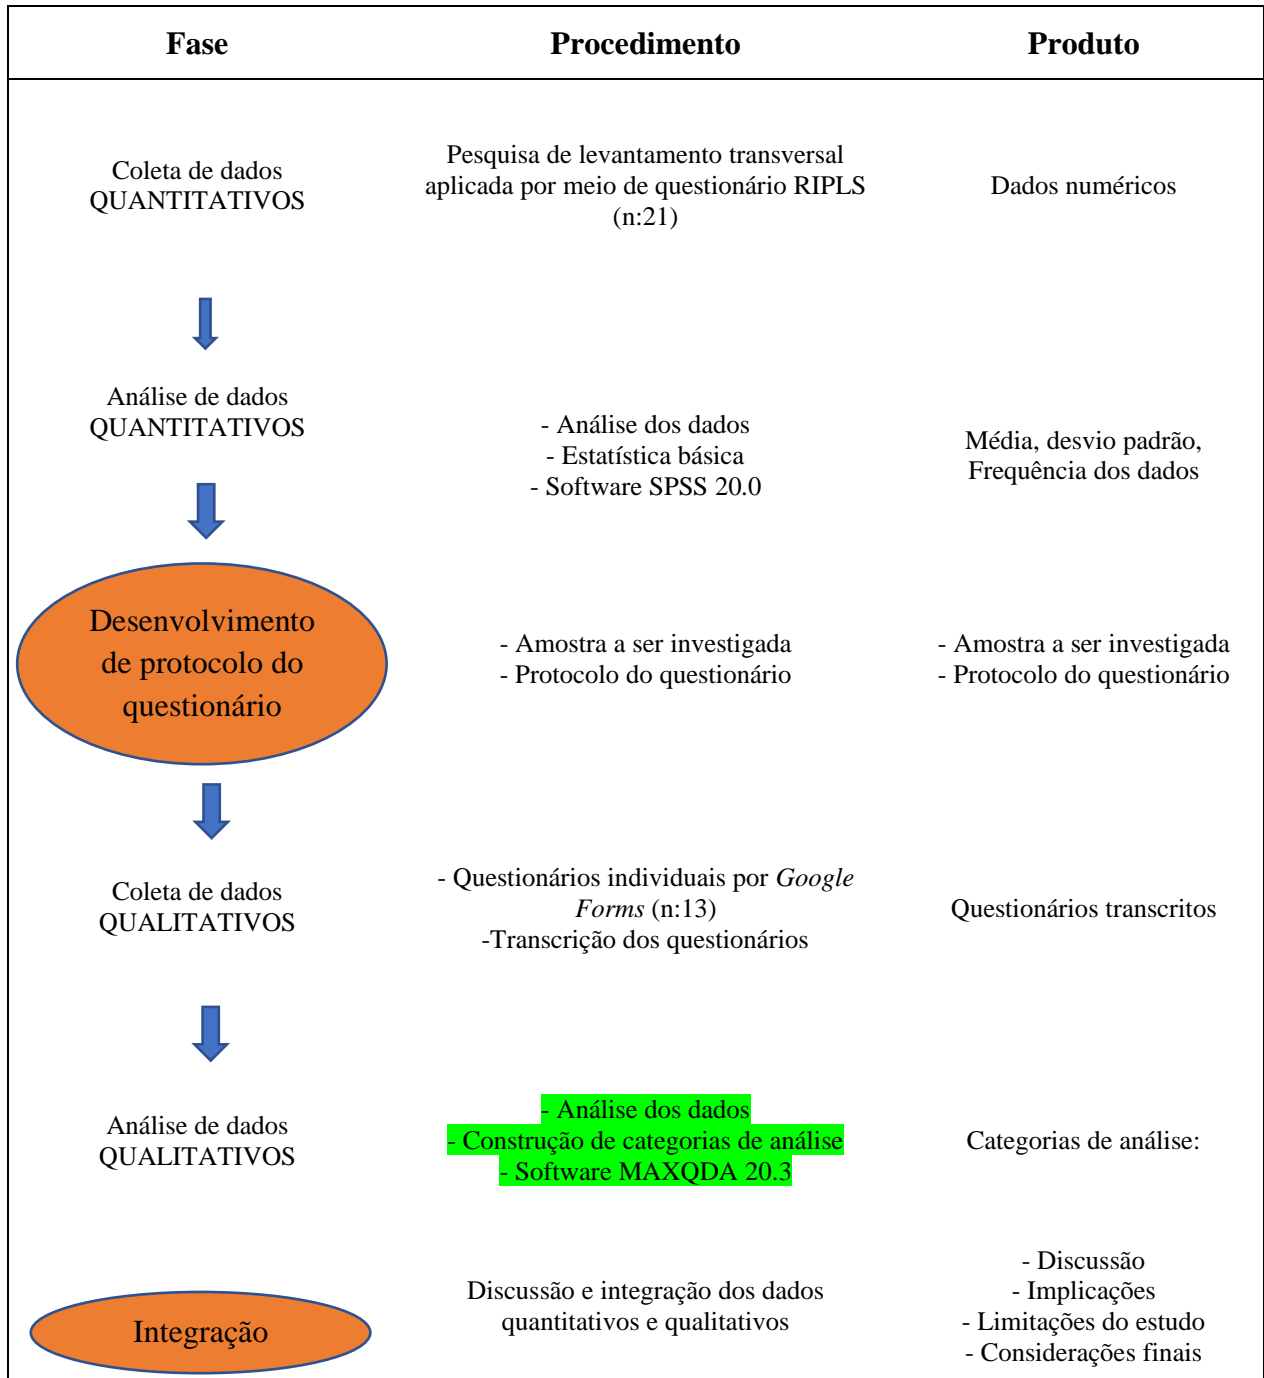 Fase
Procedimento
Produto
Coleta de dados
QUANTITATIVOS
Pesquisa de levantamento transversal
aplicada por meio de questionário RIPLS
(n:21)
Dados numéricos
Análise de dados
QUANTITATIVOS
- Análise dos dados
- Estatística básica
- Software SPSS 20.0
Média, desvio padrão,
Frequência dos dados
Desenvolvimento
de protocolo do
questionário
- Amostra a ser investigada
- Protocolo do questionário
- Amostra a ser investigada
- Protocolo do questionário
Coleta de dados
QUALITATIVOS
- Questionários individuais por Google
Forms (n:13)
-Transcrição dos questionários
Questionários transcritos
Análise de dados
QUALITATIVOS
- Análise dos dados
- Construção de categorias de análise
- Software MAXQDA 20.3
Categorias de análise:
Integração
Discussão e integração dos dados
quantitativos e qualitativos
- Discussão
- Implicações
- Limitações do estudo
- Considerações finais